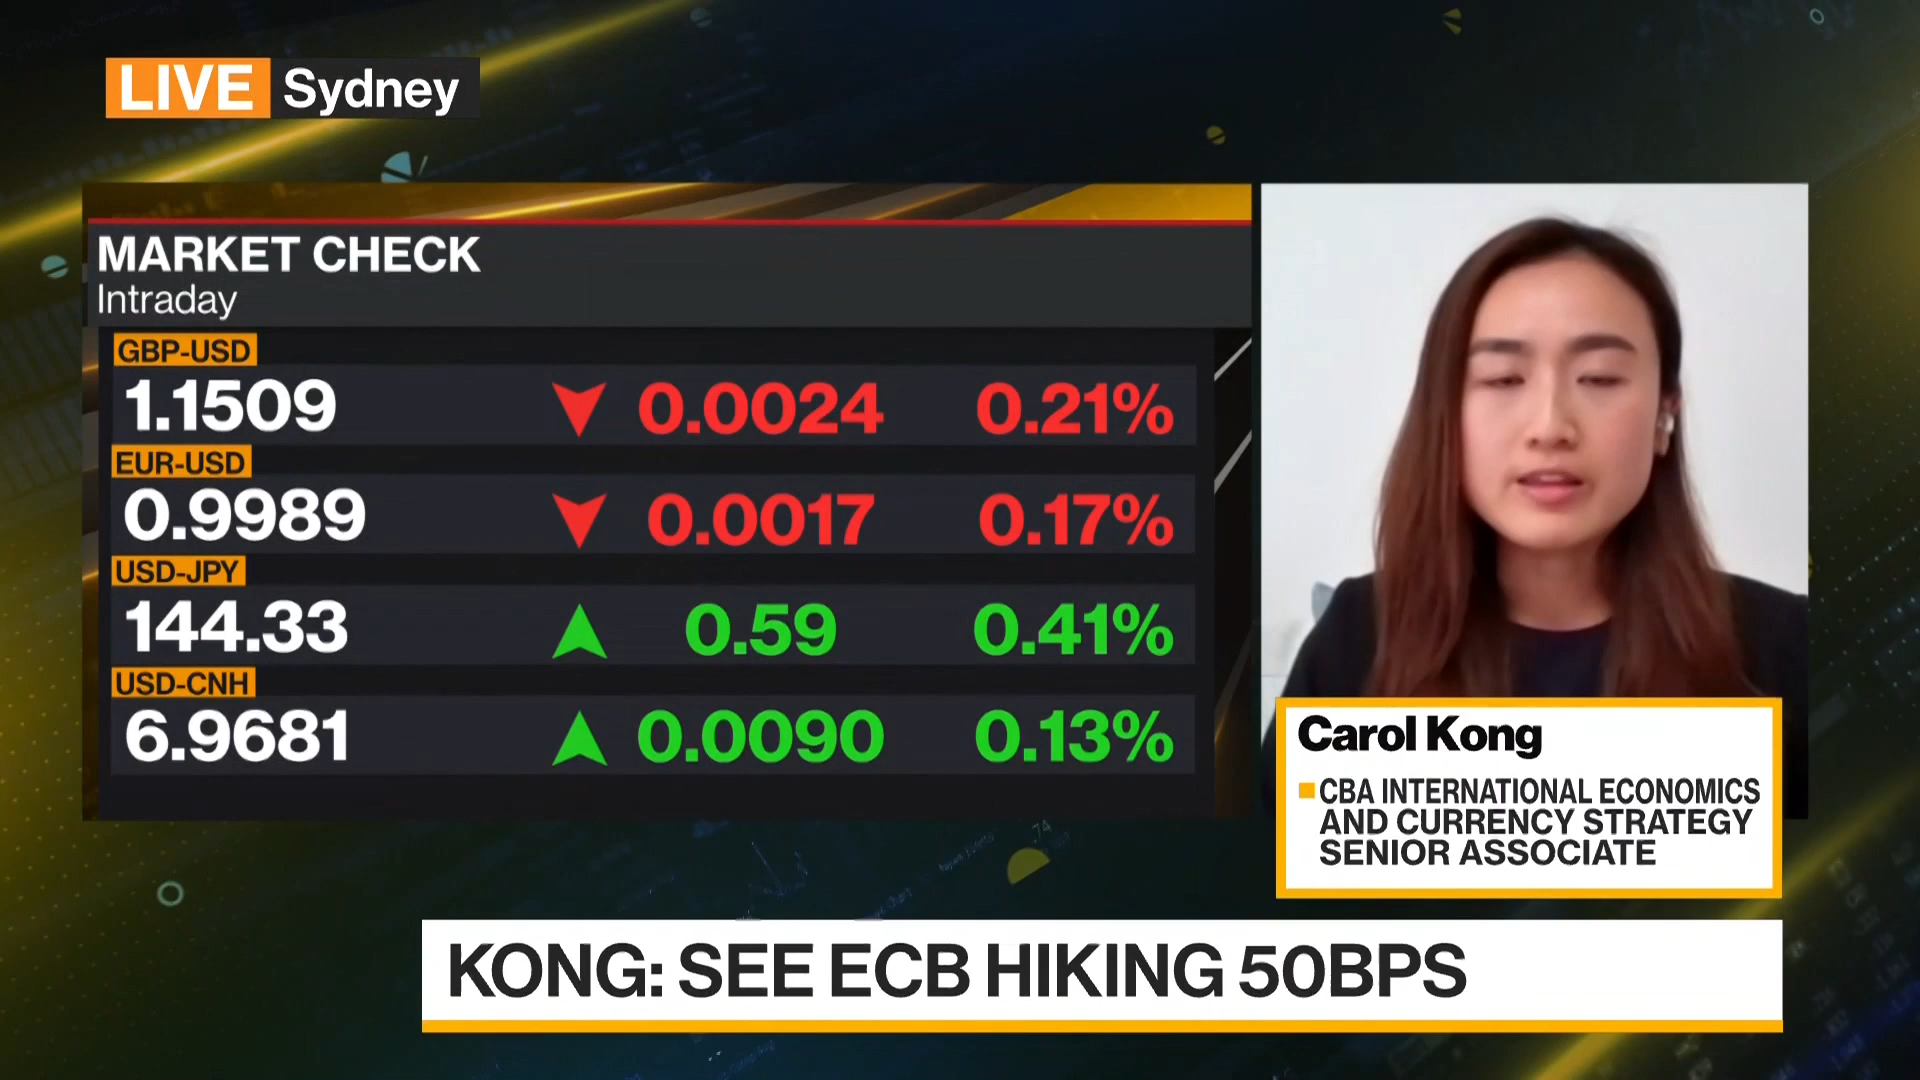 LIVE Sydney
MARKET CHECK
Intraday
GBP-USD
1.1509 0.0024 0.21%
EUR-USD
0.9989 0.0017 0.17%
USD-JPY
144.33 0.59 0.41%
USD-CNH
6.9681 0.0090 0.13%
Carol Kong
CBA INTERNATIONAL ECONOMICS
AND CURRENCY STRATEGY
SENIOR ASSOCIATE
KONG: SEE ECB HIKING 50BPS